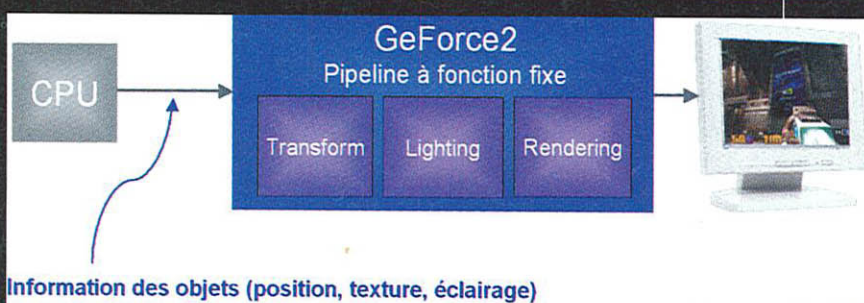 GeForce2
Pipeline à fonction fixe
CPU
Transform
Lighting
Rendering
Information des objets (position, texture, éclairage)